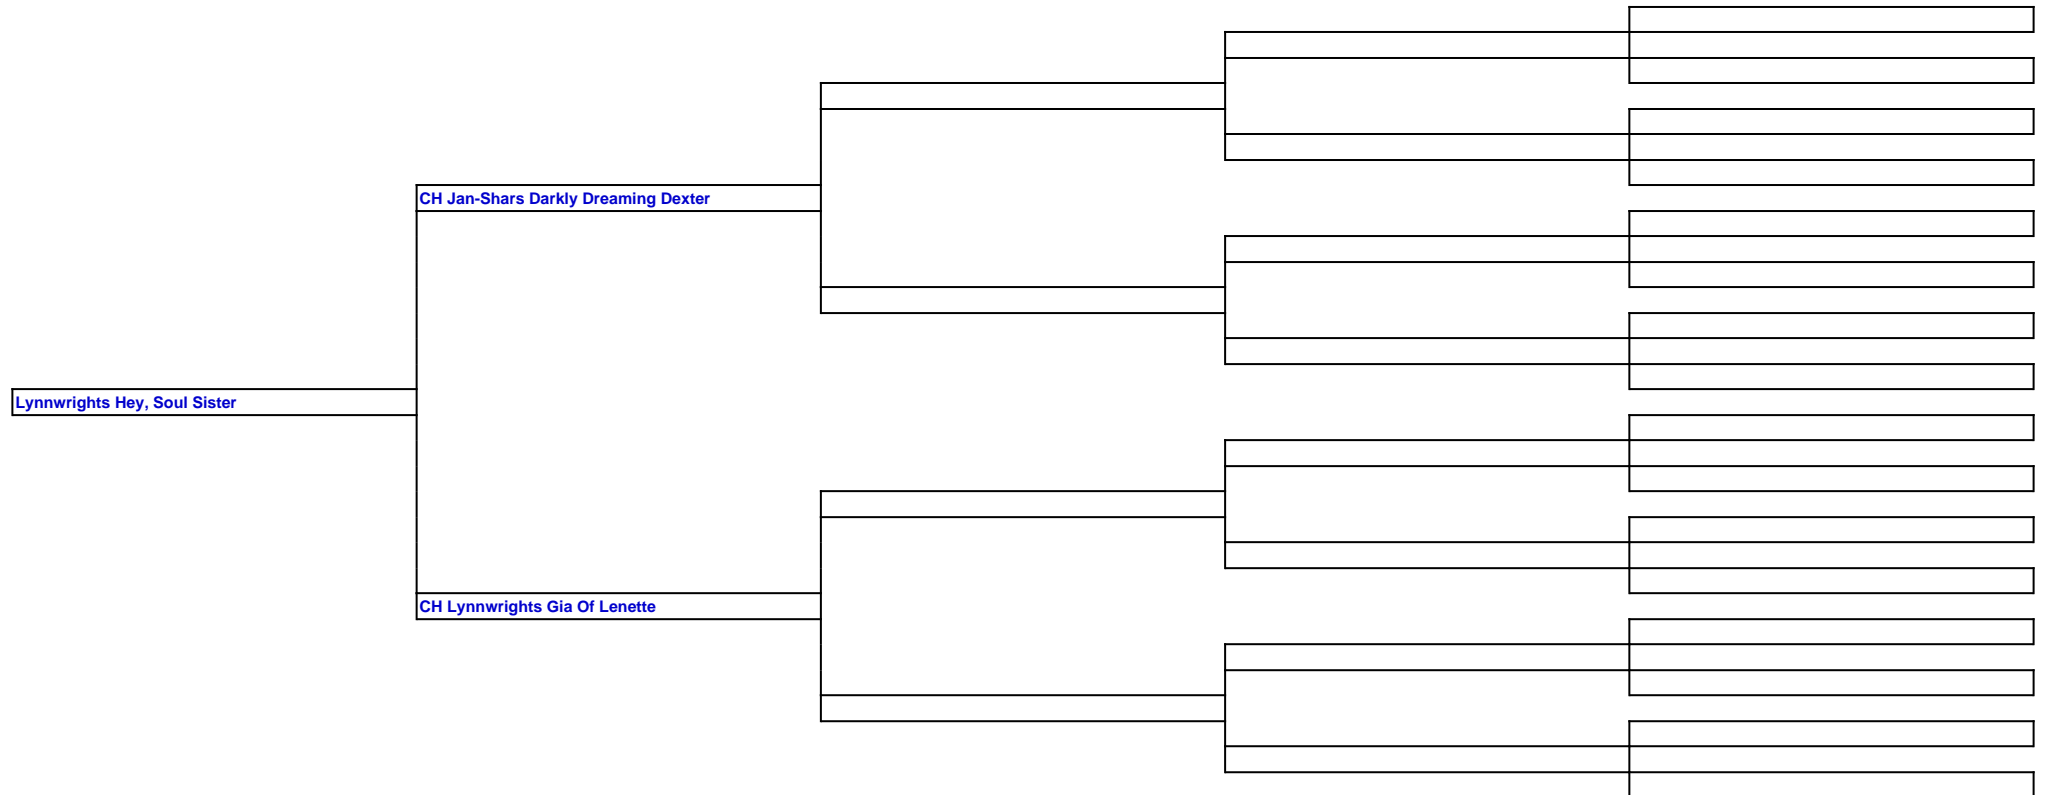 CH Jan-Shars Darkly Dreaming Dexter
Lynnwrights Hey, Soul Sister
CH Lynnwrights Gia Of Lenette